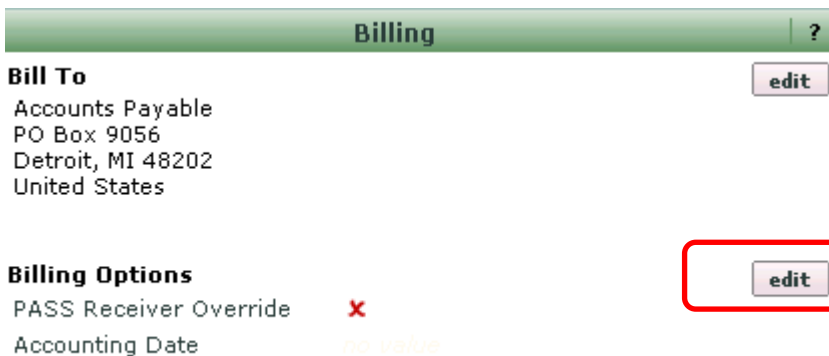 Billing ?
Bill To edit
Accounts Payable
PO Box 9056
Detroit, MI 48202
United States
Billing Options edit
PASS Receiver Override
Accounting Date no value